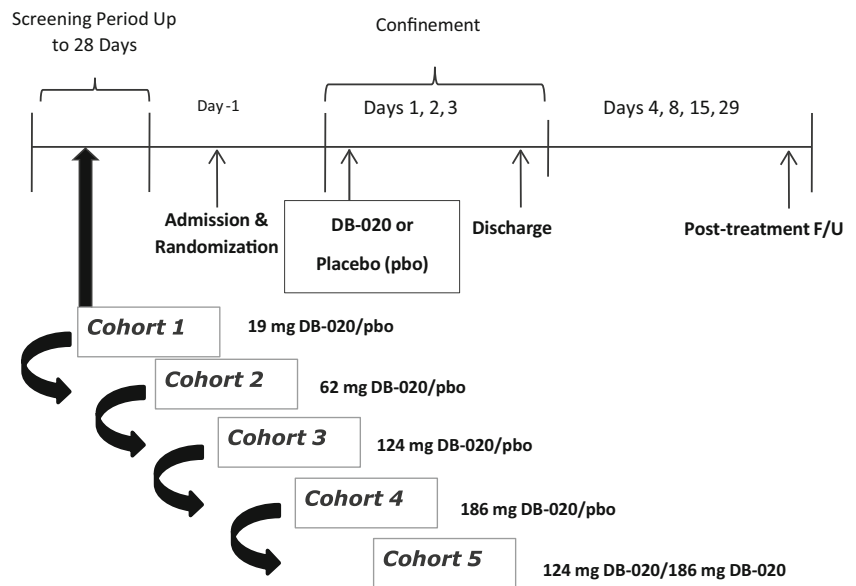 Screening Period Up
to 28 Days
Confinement
Day -1
Days 1, 2, 3
Days 4, 8, 15, 29
Admission &
Randomization
DB-020 or
Placebo (pbo)
Discharge
Post-treatment F/U
Cohort 1
19 mg DB-020/pbo
Cohort 2
62 mg DB-020/pbo
Cohort 3
124 mg DB-020/pbo
Cohort 4
186 mg DB-020/pbo
Cohort 5
124 mg DB-020/186 mg DB-020